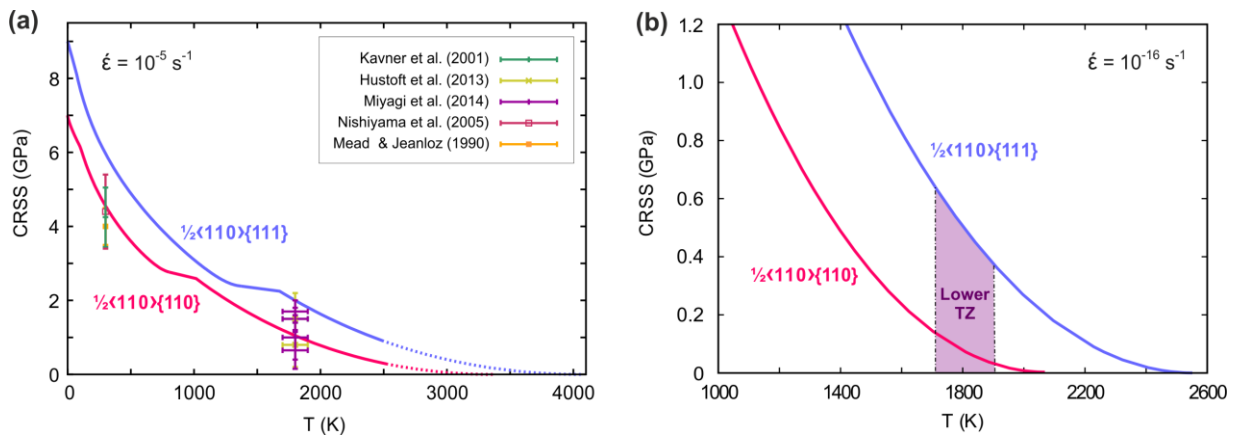 (a)
ἐ = 10⁻⁵ s⁻¹
Kavner et al. (2001)
Hustoft et al. (2013)
Miyagi et al. (2014)
Nishiyama et al. (2005)
Mead & Jeanloz (1990)
½<110>{111}
½<110>{110}
CRSS (GPa)
8
6
4
2
0
0
1000
2000
3000
4000
T (K)
(b)
ἐ = 10⁻¹⁶ s⁻¹
½<110>{111}
½<110>{110}
Lower
TZ
CRSS (GPa)
1.2
1.0
0.8
0.6
0.4
0.2
0
1000
1400
1800
2200
2600
T (K)